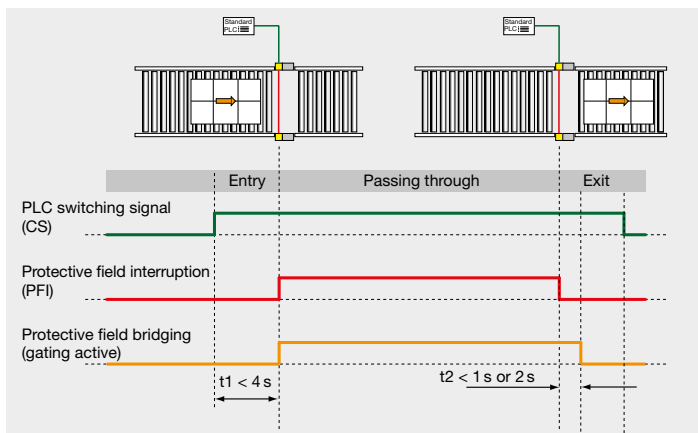 Standard
PLC
Standard
PLC
Entry
Passing through
Exit
PLC switching signal
(CS)
Protective field interruption
(PFI)
Protective field bridging
(gating active)
t1 < 4 s
t2 < 1 s or 2 s